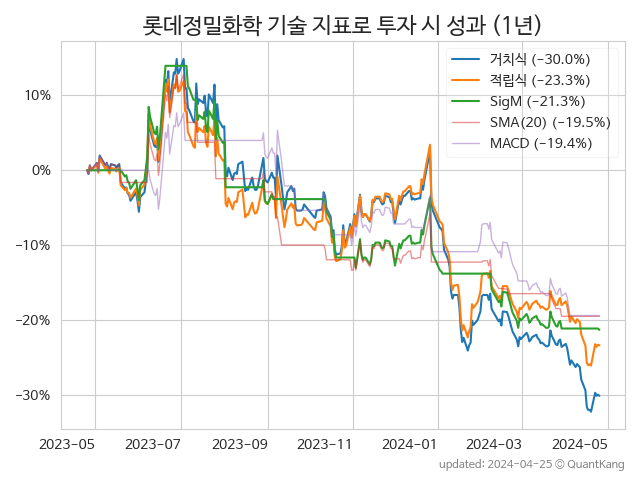 롯데정밀화학 기술 지표로 투자 시 성과 (1년)
거치식 (−30.0%)
적립식 (−23.3%)
SigM (−21.3%)
SMA(20) (−19.5%)
MACD (−19.4%)
10%
0%
−10%
−20%
−30%
2023-05 2023-07 2023-09 2023-11 2024-01 2024-03 2024-05
updated: 2024-04-25 © QuantKang